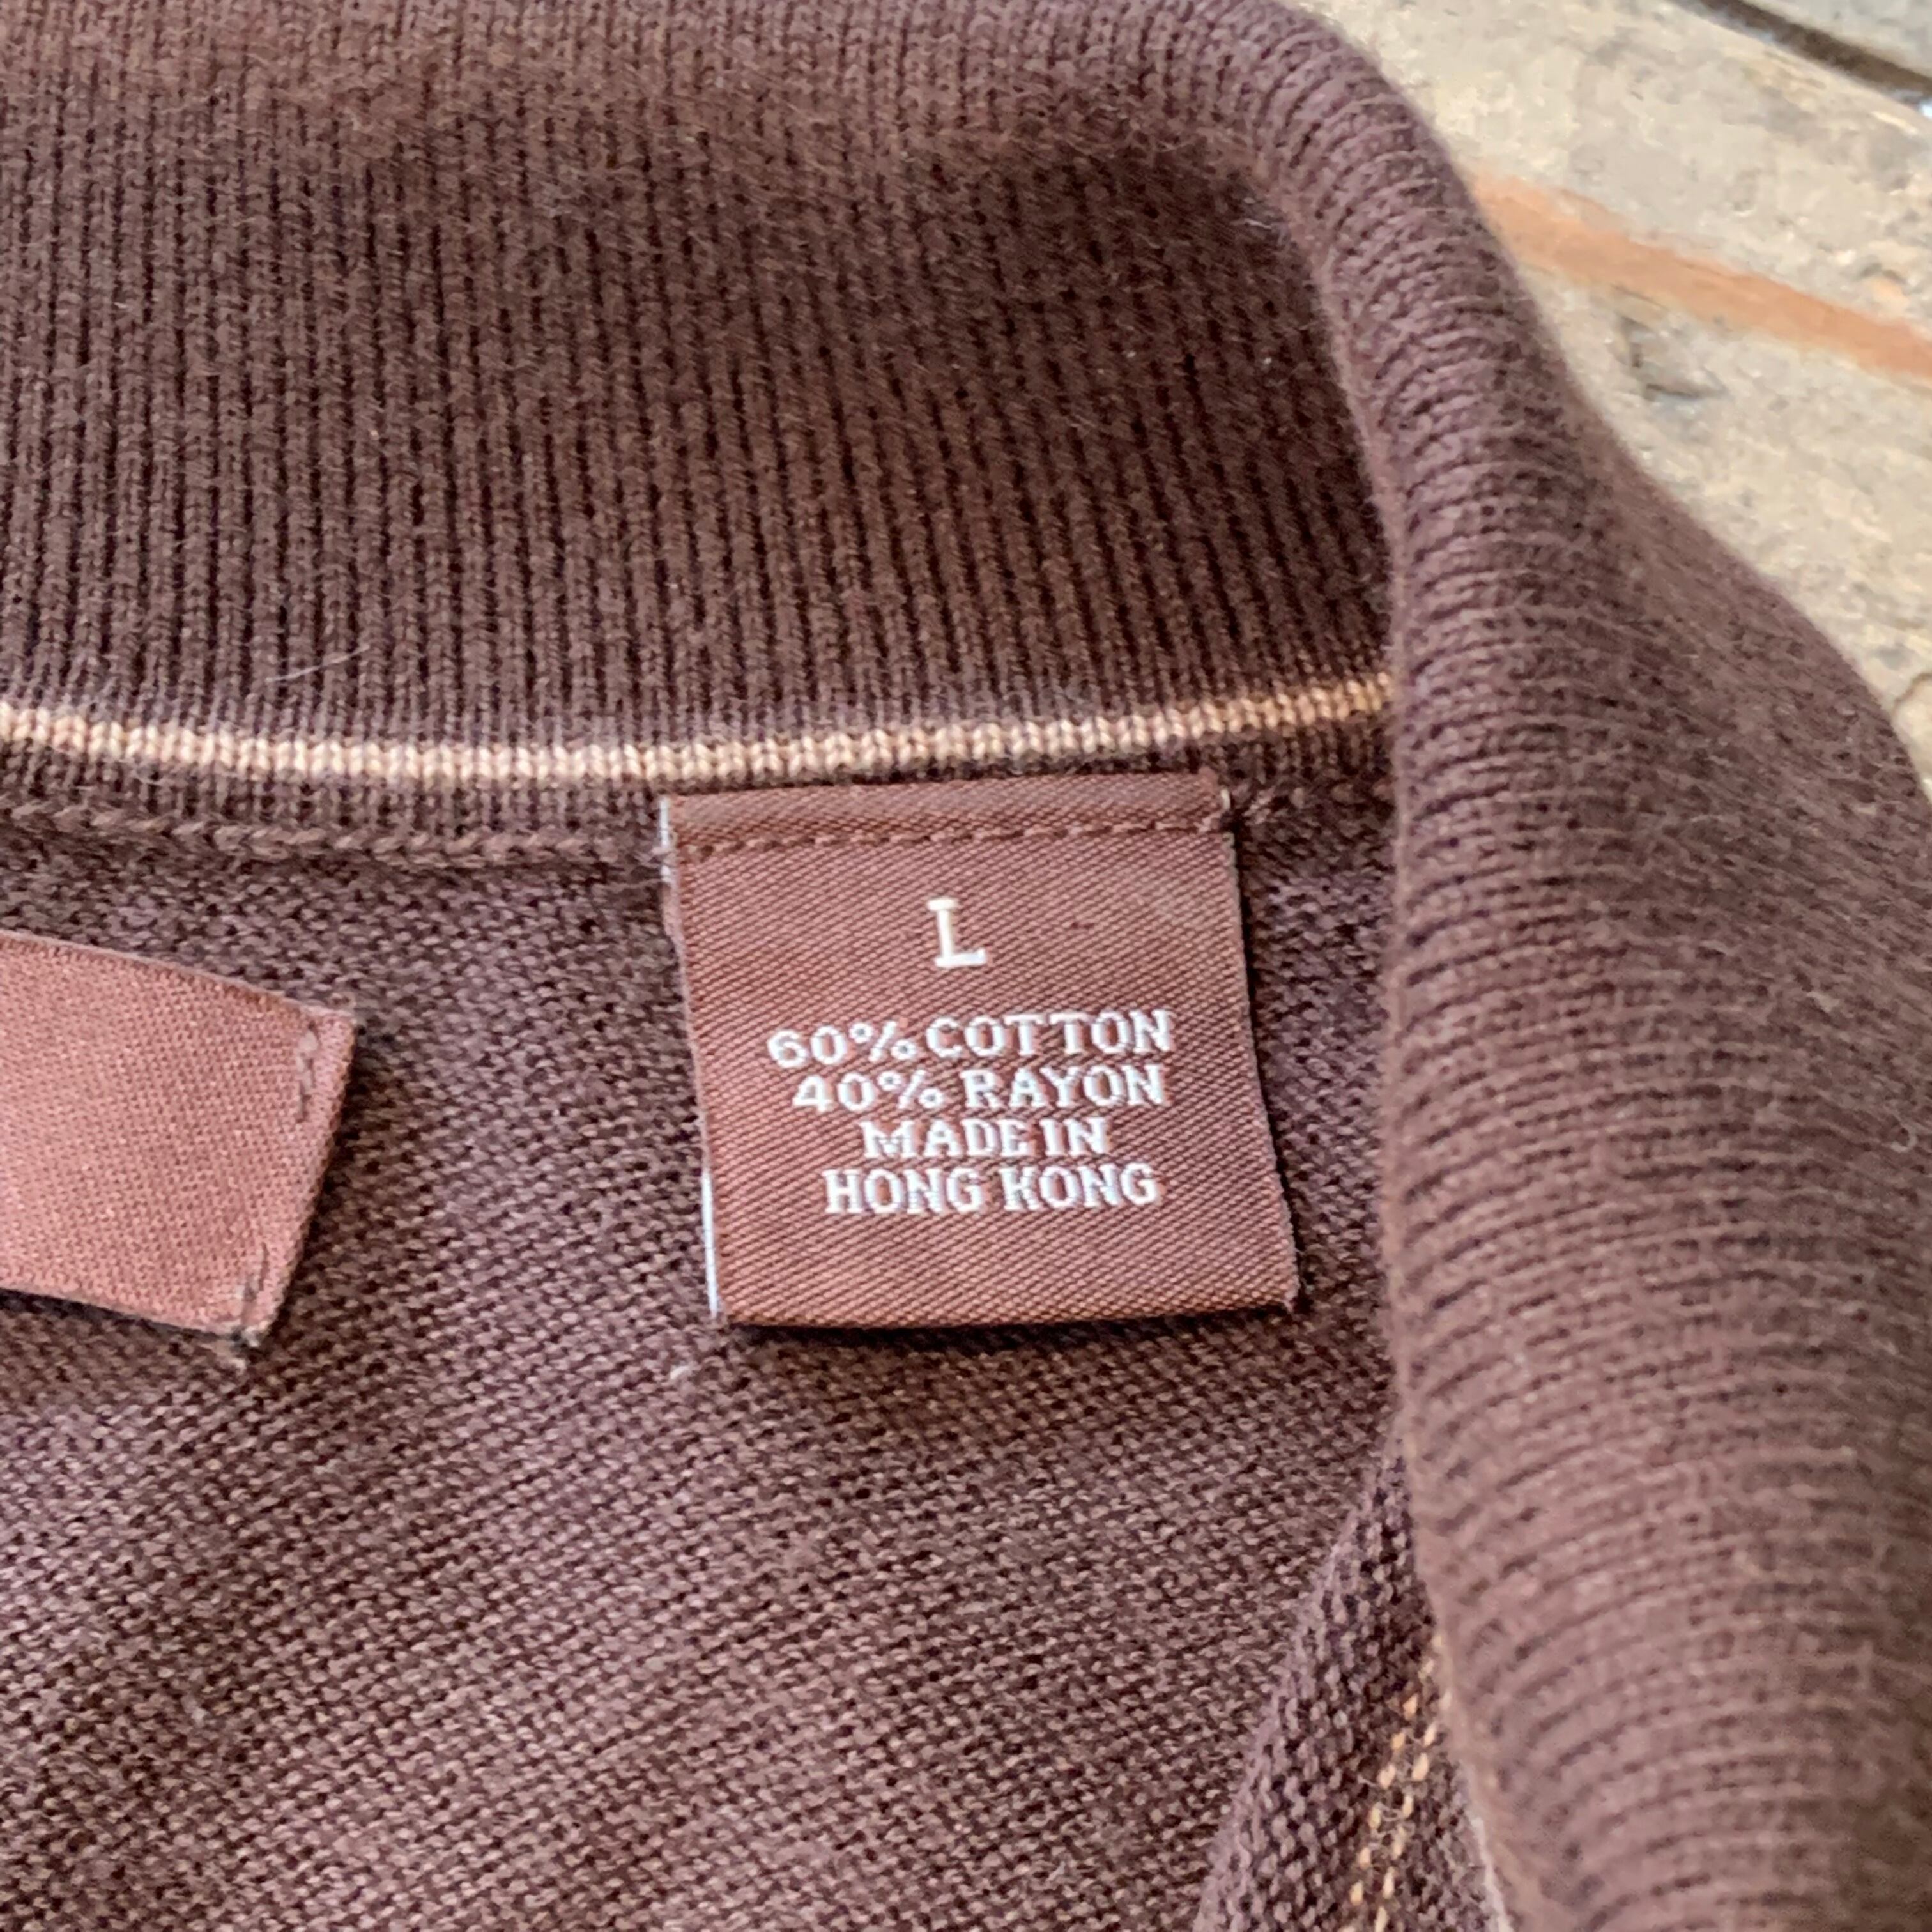 L
60% COTTON
40% RAYON
MADE IN
HONG KONG